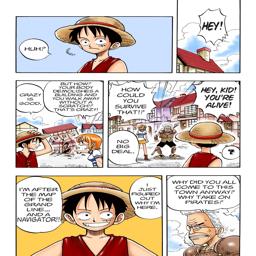 HEY!
HUH?
HEY, KID!
YOU'RE
ALIVE!
HOW COULD
YOU
SURVIVE
THAT!!
NO
BIG
DEAL.
BUT HOW?
YOUR BODY
DEMOLISHES A
BUILDING AND
YOU WALK AWAY
WITHOUT A
SCRATCH?
THAT'S CRAZY!
CRAZY
IS
GOOD.
WHY DID YOU ALL
COME TO THIS
TOWN ANYWAY?
WHY TAKE ON
PIRATES?
I
JUST
FIGURED
OUT WHY
I'M HERE.
I'M AFTER
THE MAP
OF THE
GRAND
LINE...
AND A
NAVIGATOR!!